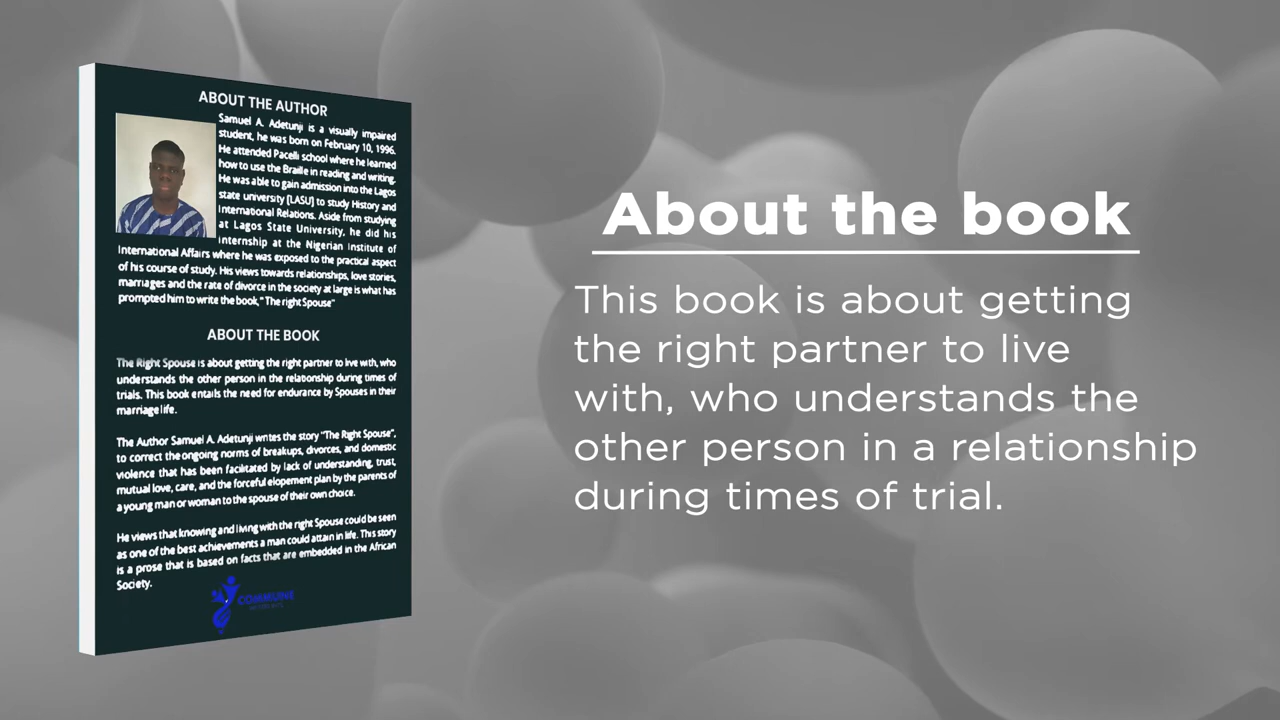 ABOUT THE AUTHOR
Samuel A. Adetunji is a visually impaired
student, he was born on February 10, 1996.
He attended Pacelli school where he learned
how to use the Braille in reading and writing.
He was able to gain admission into the Lagos
state university [LASU] to study History and
International Relations. Aside from studying
at Lagos State University, he did his
internship at the Nigerian Institute of
International Affairs where he was exposed to the practical aspect
of his course of study. His views towards relationships, love stories,
marriages and the rate of divorce in the society at large is what has
prompted him to write the book," The right Spouse"
ABOUT THE BOOK
The Right Spouse is about getting the right partner to live with, who
understands the other person in the relationship during times of
trials. This book entails the need for endurance by Spouses in their
marriage life.
The Author Samuel A. Adetunji writes the story "The Right Spouse",
to correct the ongoing norms of breakups, divorces, and domestic
violence that has been facilitated by lack of understanding, trust,
mutual love, care, and the forceful elopement plan by the parents of
a young man or woman to the spouse of their own choice.
He views that knowing and living with the right Spouse could be seen
as one of the best achievements a man could attain in life. This story
is a prose that is based on facts that are embedded in the African
Society.
About the book
This book is about getting
the right partner to live
with, who understands the
other person in a relationship
during times of trial.